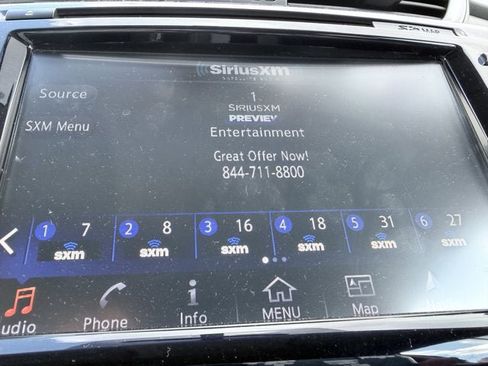 SiriusXM
Source
1
SIRIUSXM
PREVIEW
SXM Menu
Entertainment
Great Offer Now!
844-711-8800
1 7 2 8 3 16 4 18 5 31 6 27
sxm sxm sxm sxm sxm sxm
Audio Phone Info MENU Map